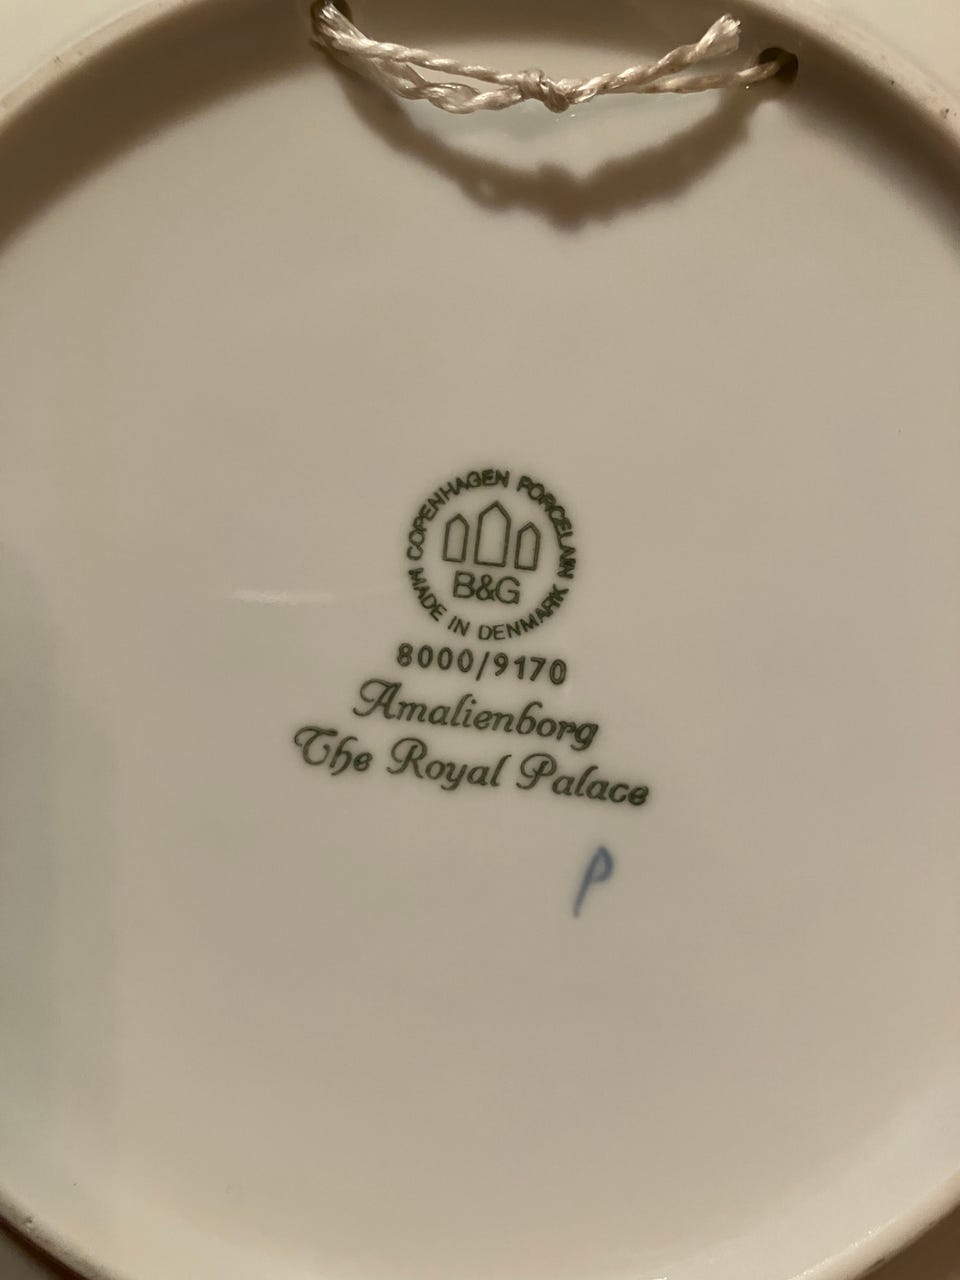 COPENHAGEN PORCELAIN
B&G
MADE IN DENMARK
8000/9170
Amalienborg
The Royal Palace
P